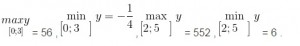 max y [0;3] = 56 , min [0;3] y = -1/4 , max [2;5] y = 552 , min [2;5] y = 6 .